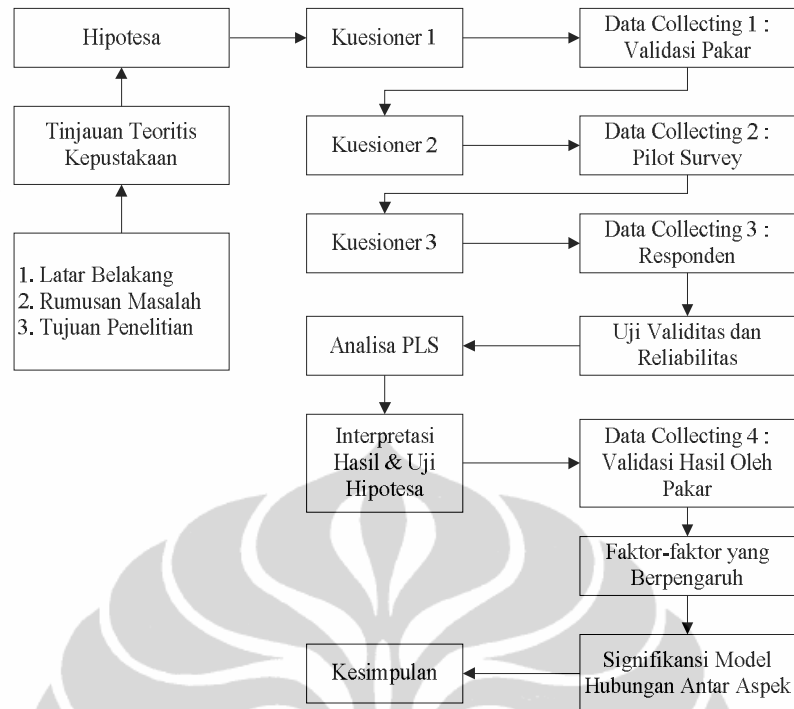 Hipotesa
Kuesioner 1
Data Collecting 1 :
Validasi Pakar
Tinjauan Teoritis
Kepustakaan
Kuesioner 2
Data Collecting 2 :
Pilot Survey
1. Latar Belakang
2. Rumusan Masalah
3. Tujuan Penelitian
Kuesioner 3
Data Collecting 3 :
Responden
Analisa PLS
Uji Validitas dan
Reliabilitas
Interpretasi
Hasil & Uji
Hipotesa
Data Collecting 4 :
Validasi Hasil Oleh
Pakar
Faktor-faktor yang
Berpengaruh
Kesimpulan
Signifikansi Model
Hubungan Antar Aspek